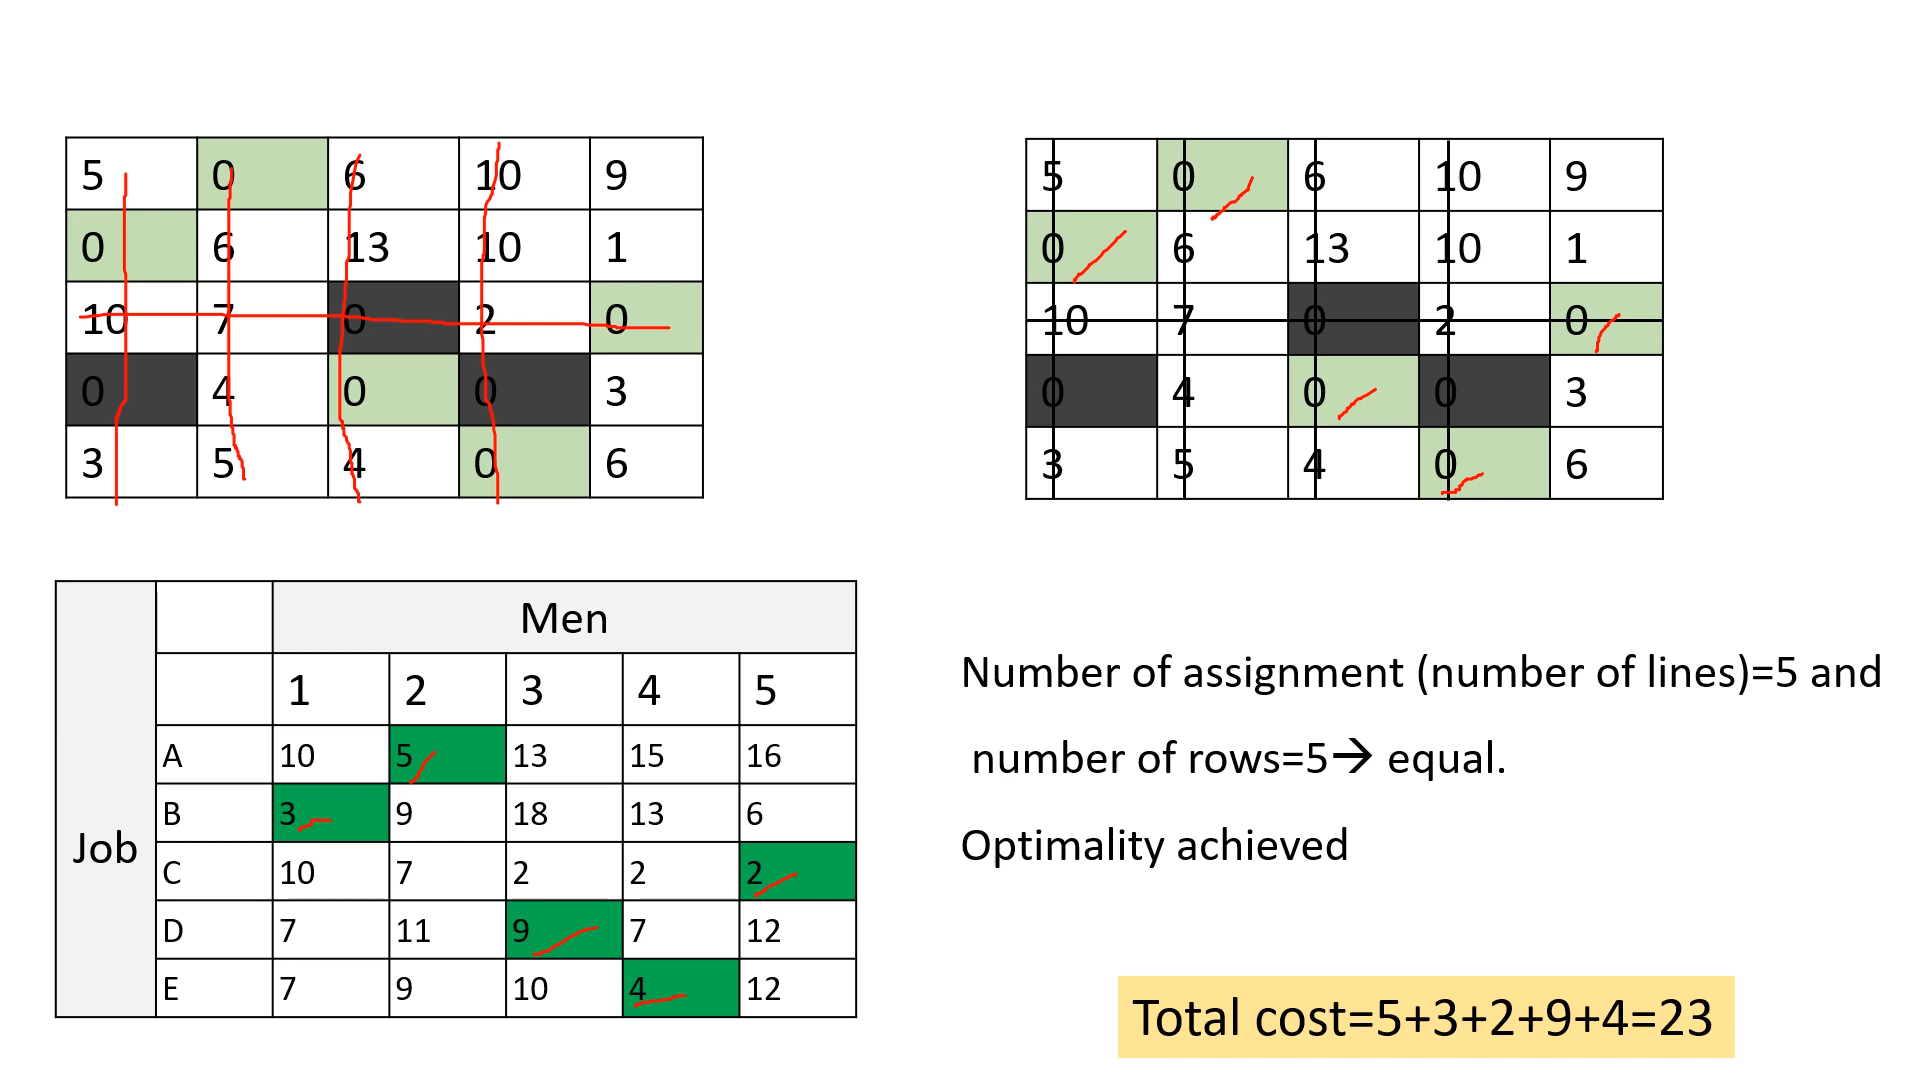 5 0 6 10 9
0 6 13 10 1
10 7 0 2 0
0 4 0 0 3
3 5 4 0 6
5 0 6 10 9
0 6 13 10 1
10 7 0 2 0
0 4 0 0 3
3 5 4 0 6
Job
Men
1 2 3 4 5
A 10 5 13 15 16
B 3 9 18 13 6
C 10 7 2 2 2
D 7 11 9 7 12
E 7 9 10 4 12
Number of assignment (number of lines)=5 and
number of rows=5→ equal.
Optimality achieved
Total cost=5+3+2+9+4=23